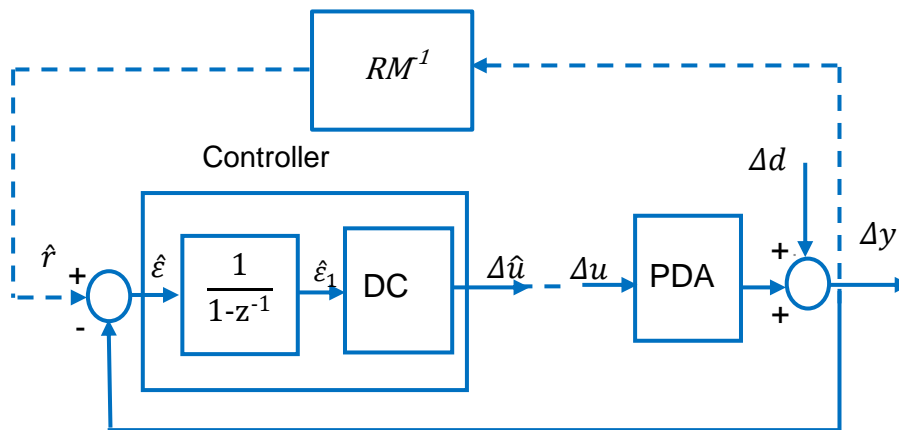 RM⁻¹
Controller
Δd
r̂
+
-
ε̂
1
1-z⁻¹
ε̂₁
DC
Δû
Δu
PDA
+
+
Δy